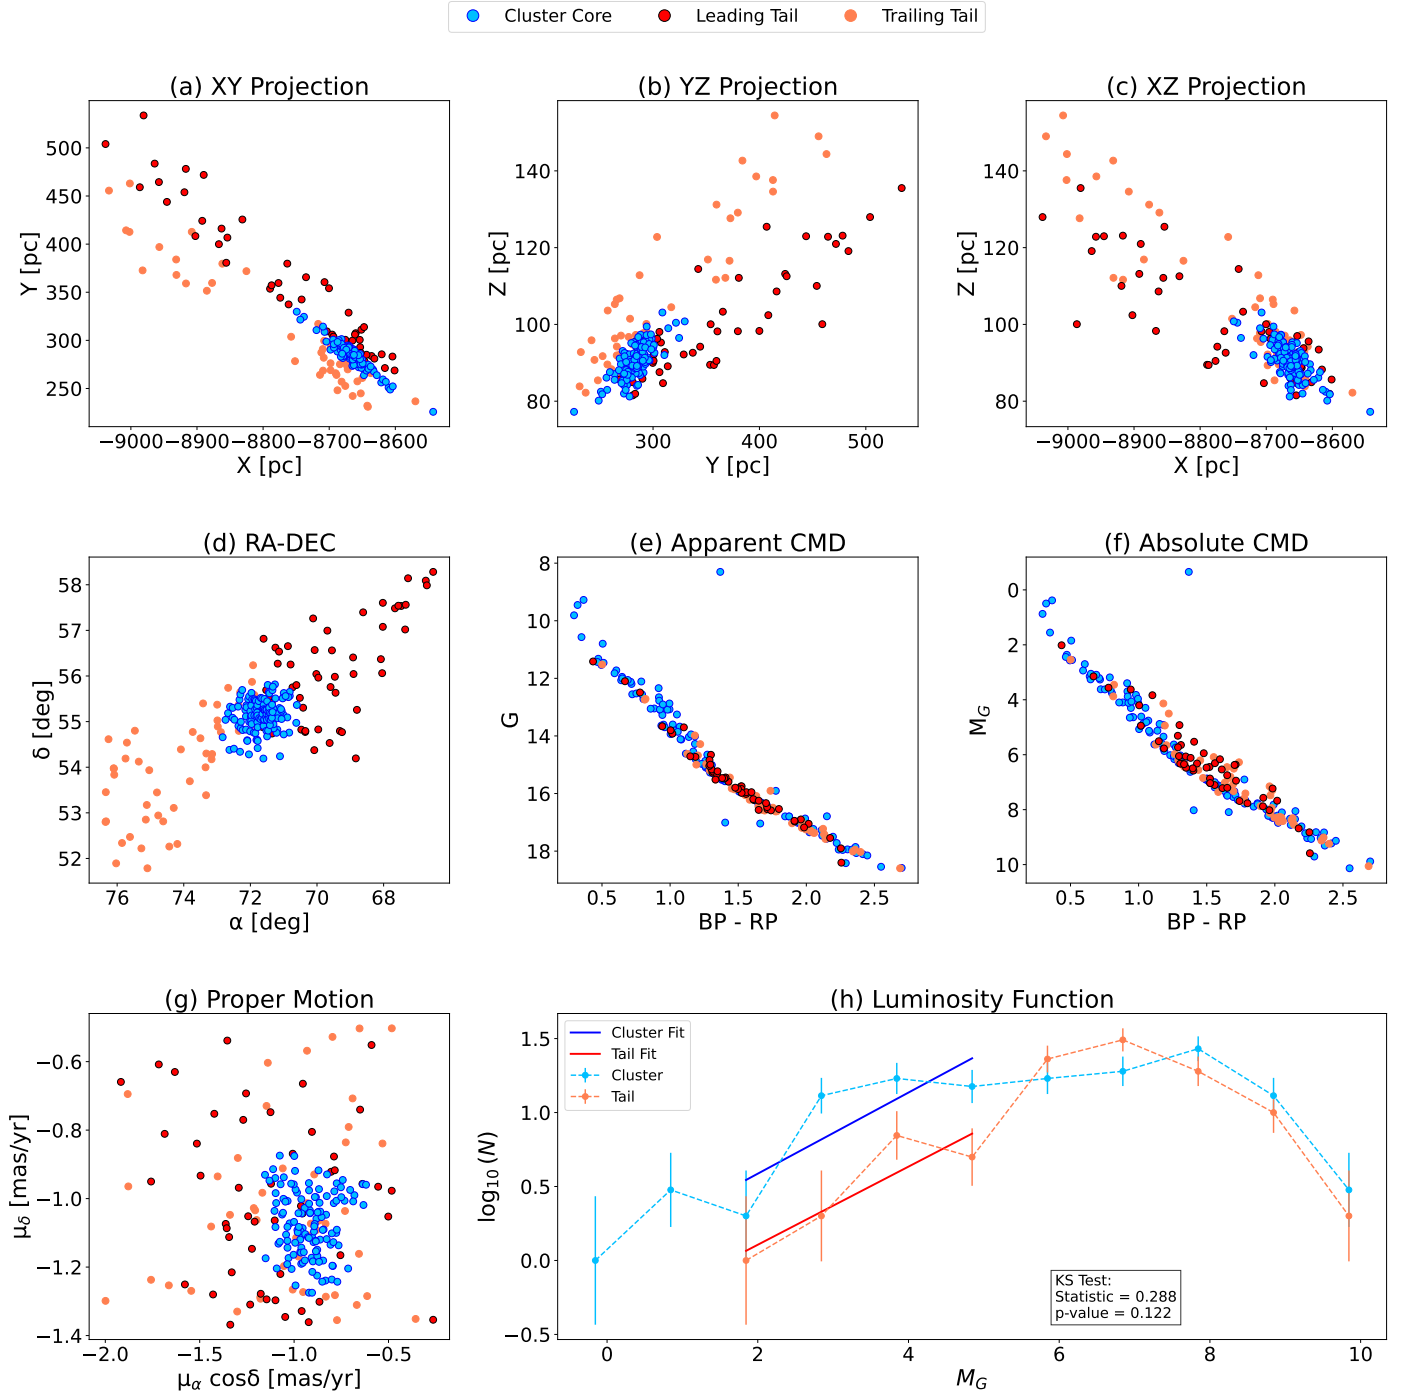 Cluster Core Leading Tail Trailing Tail
(a) XY Projection
500
450
400
350
300
250
Y [pc]
−9000 −8900 −8800 −8700 −8600
X [pc]
(b) YZ Projection
140
120
100
80
Z [pc]
300 400 500
Y [pc]
(c) XZ Projection
140
120
100
80
Z [pc]
−9000 −8900 −8800 −8700 −8600
X [pc]
(d) RA-DEC
58
57
56
55
54
53
52
δ [deg]
76 74 72 70 68
α [deg]
(e) Apparent CMD
8
10
12
14
16
18
G
0.5 1.0 1.5 2.0 2.5
BP - RP
(f) Absolute CMD
0
2
4
6
8
10
M_G
0.5 1.0 1.5 2.0 2.5
BP - RP
(g) Proper Motion
−0.6
−0.8
−1.0
−1.2
−1.4
μ_δ [mas/yr]
−2.0 −1.5 −1.0 −0.5
μ_α cosδ [mas/yr]
(h) Luminosity Function
Cluster Fit
Tail Fit
Cluster
Tail
1.5
1.0
0.5
0.0
−0.5
log₁₀(N)
KS Test:
Statistic = 0.288
p-value = 0.122
0 2 4 6 8 10
M_G